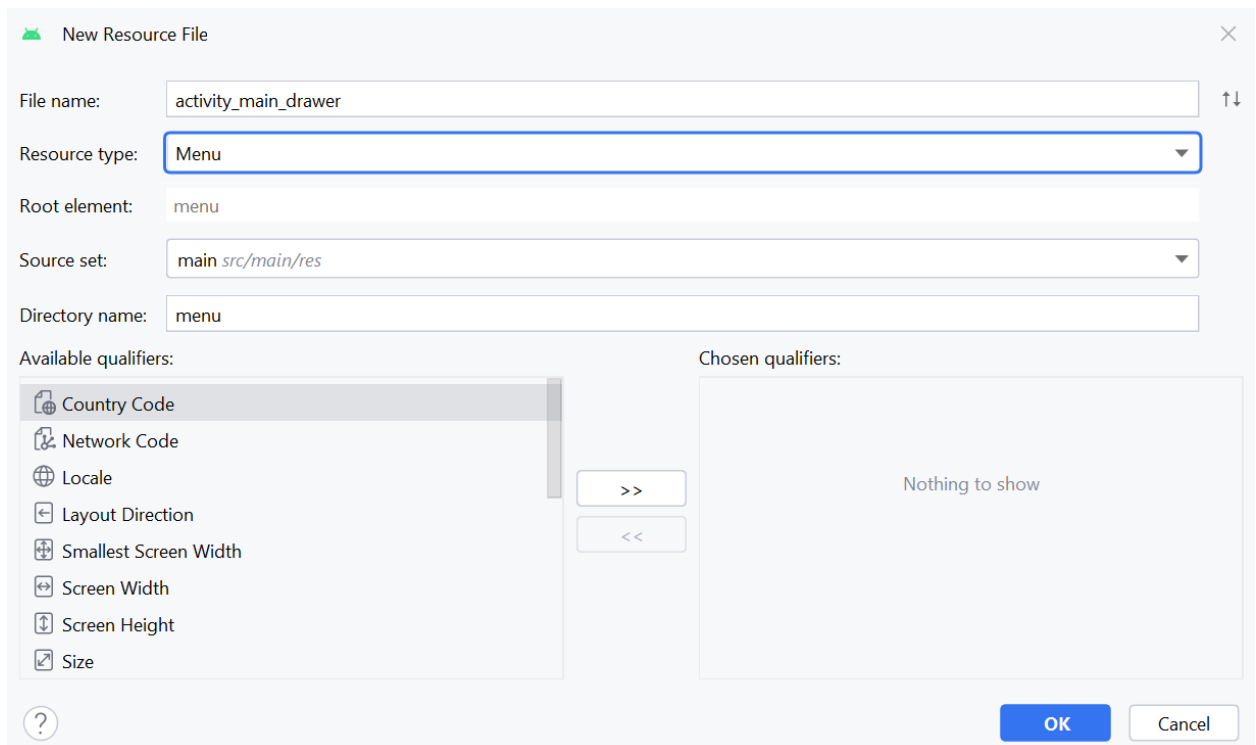 New Resource File
File name: activity_main_drawer
Resource type: Menu
Root element: menu
Source set: main src/main/res
Directory name: menu
Available qualifiers: Chosen qualifiers:
Country Code
Network Code
Locale
Nothing to show
>>
Layout Direction
<<
Smallest Screen Width
Screen Width
Screen Height
Size
? OK Cancel